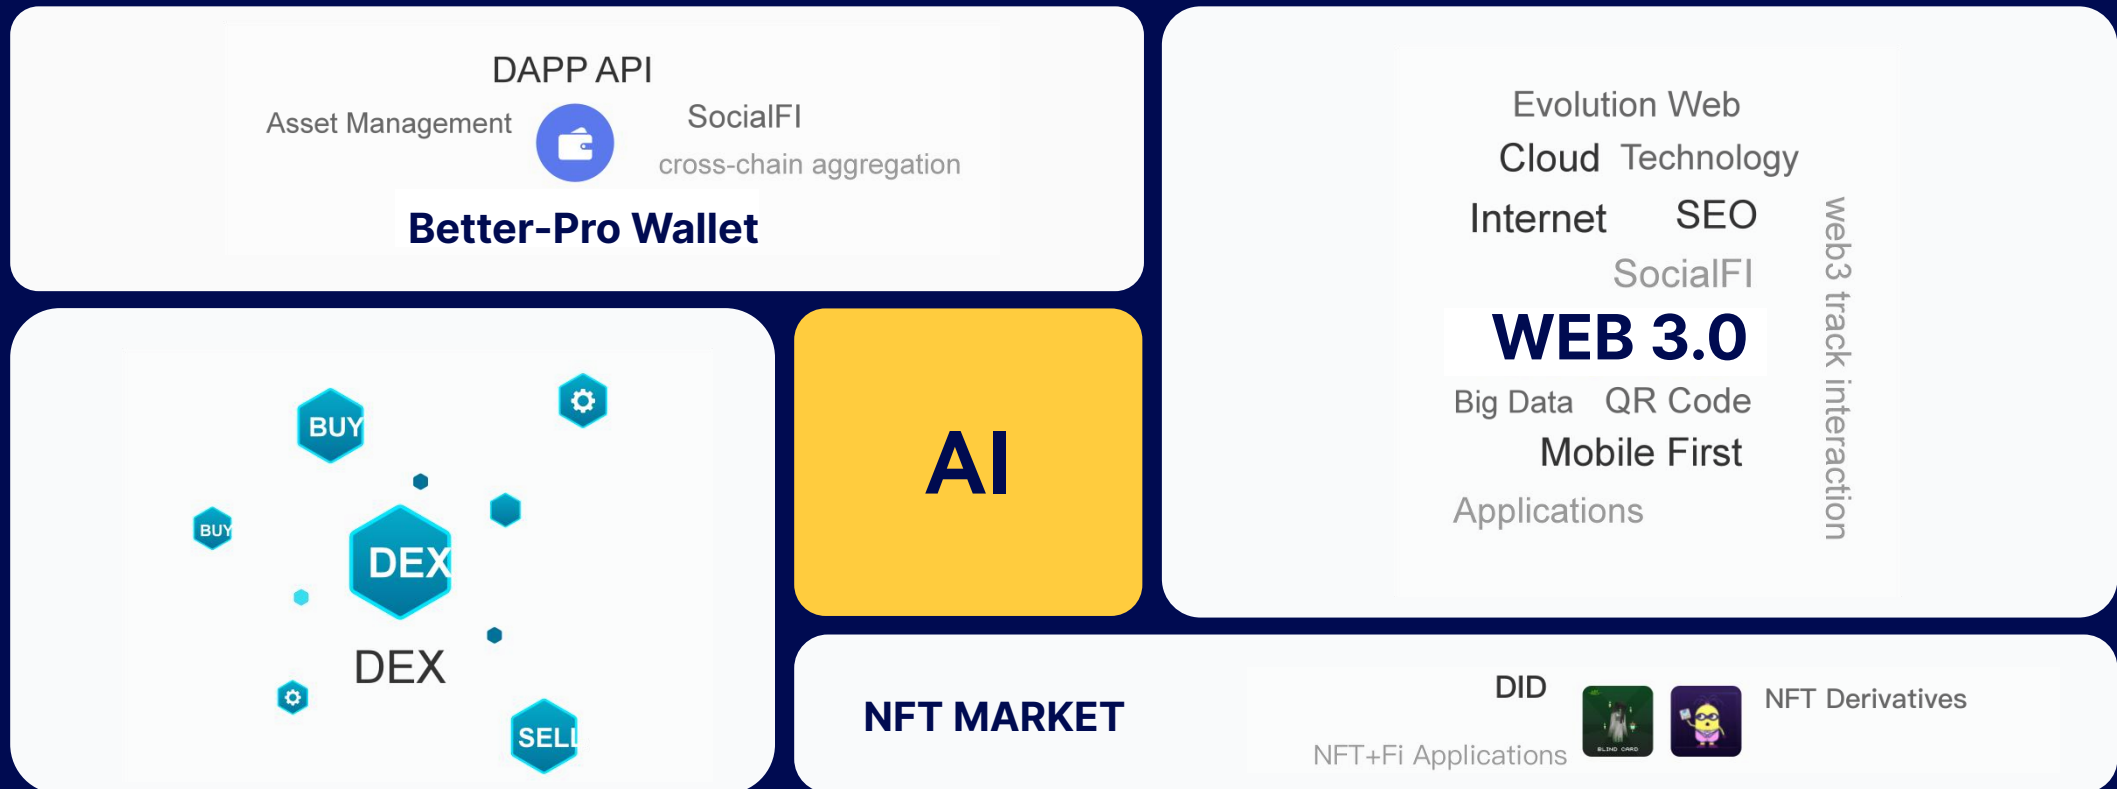 DAPP API
Asset Management
SocialFI
cross-chain aggregation
Better-Pro Wallet
Evolution Web
Cloud Technology
Internet SEO
SocialFI
WEB 3.0
Big Data QR Code
Mobile First
Applications
web3 track interaction
BUY
BUY
DEX
DEX
SELL
AI
NFT MARKET
DID
NFT+Fi Applications
BLIND CARD
NFT Derivatives